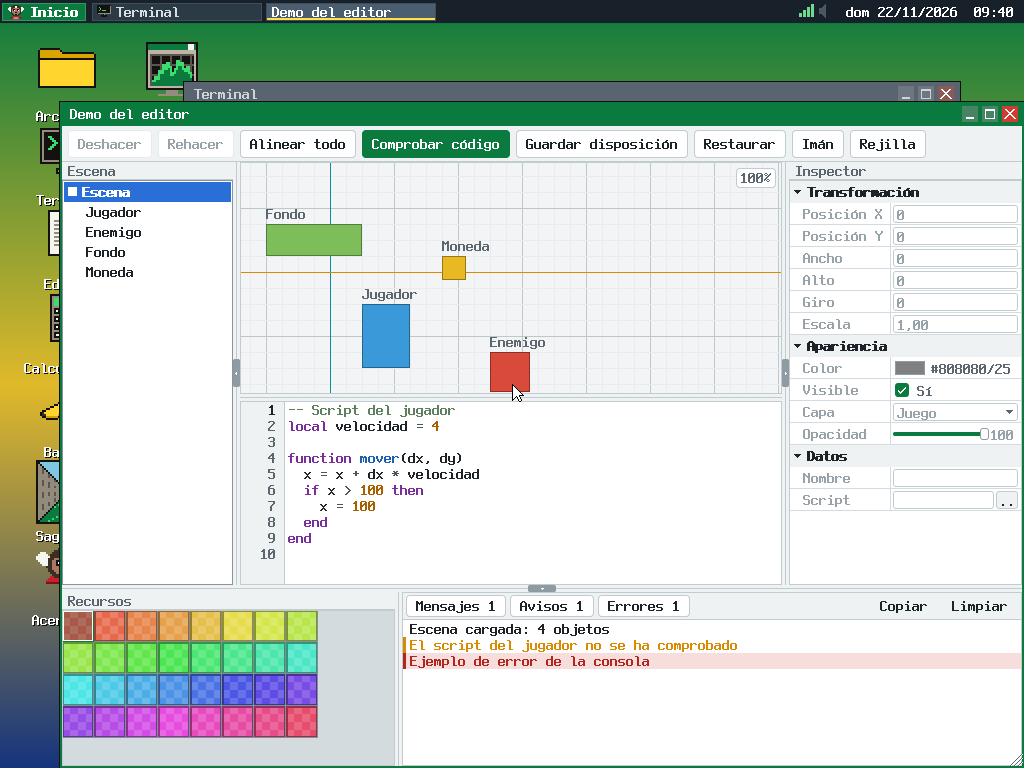 Inicio
Terminal
Demo del editor
dom 22/11/2026 09:40
Terminal
Demo del editor
Deshacer
Rehacer
Alinear todo
Comprobar código
Guardar disposición
Restaurar
Imán
Rejilla
Escena
Escena
Jugador
Enemigo
Fondo
Moneda
100%
Fondo
Moneda
Jugador
Enemigo
1 -- Script del jugador
2 local velocidad = 4
3
4 function mover(dx, dy)
5 x = x + dx * velocidad
6 if x > 100 then
7 x = 100
8 end
9 end
10
Inspector
Transformación
Posición X 0
Posición Y 0
Ancho 0
Alto 0
Giro 0
Escala 1,00
Apariencia
Color #808080/25
Visible Sí
Capa Juego
Opacidad 100
Datos
Nombre
Script ..
Recursos
Mensajes 1
Avisos 1
Errores 1
Copiar
Limpiar
Escena cargada: 4 objetos
El script del jugador no se ha comprobado
Ejemplo de error de la consola